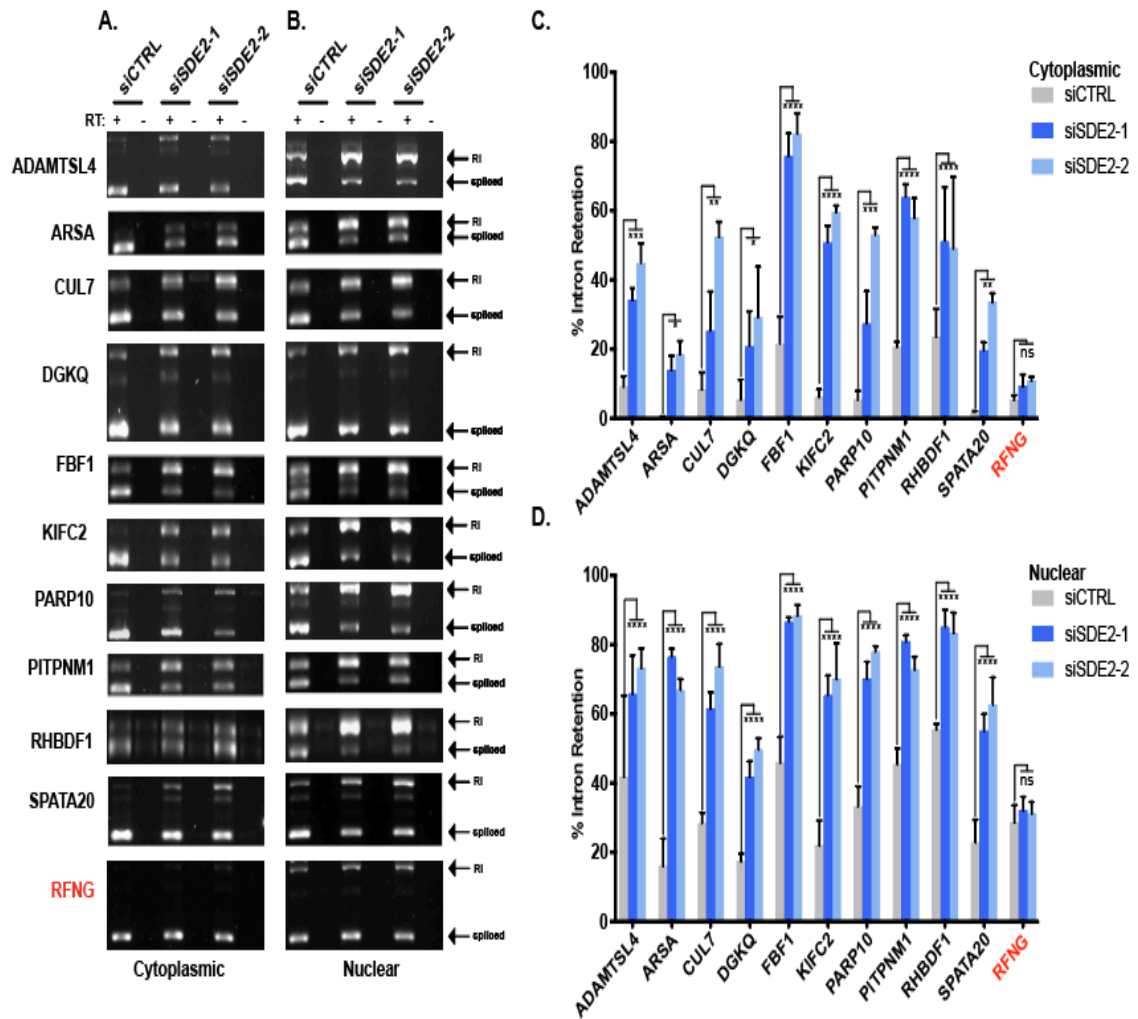 A.
siCTRL
siSDE2-1
siSDE2-2
RT: + - + - + -
B.
siCTRL
siSDE2-1
siSDE2-2
+ - + - + -
ADAMTSL4
RI
spliced
ARSA
RI
spliced
CUL7
RI
spliced
DGKQ
RI
spliced
FBF1
RI
spliced
KIFC2
RI
spliced
PARP10
RI
spliced
PITPNM1
RI
spliced
RHBDF1
RI
spliced
SPATA20
RI
spliced
RFNG
RI
spliced
Cytoplasmic
Nuclear
C.
% Intron Retention
100
80
60
40
20
0
*** * ** * **** **** *** **** **** ** ns
ADAMTSL4
ARSA
CUL7
DGKQ
FBF1
KIFC2
PARP10
PITPNM1
RHBDF1
SPATA20
RFNG
Cytoplasmic
siCTRL
siSDE2-1
siSDE2-2
D.
% Intron Retention
100
80
60
40
20
0
**** **** **** **** **** **** **** **** **** **** ns
ADAMTSL4
ARSA
CUL7
DGKQ
FBF1
KIFC2
PARP10
PITPNM1
RHBDF1
SPATA20
RFNG
Nuclear
siCTRL
siSDE2-1
siSDE2-2